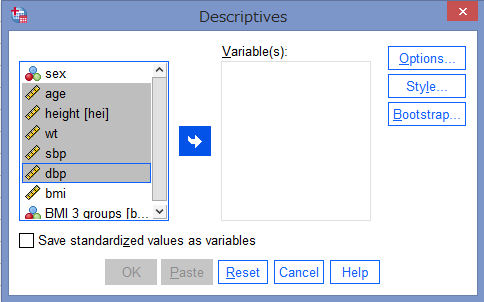 Descriptives
Variable(s):
sex
age
height [hei]
wt
sbp
dbp
bmi
BMI 3 groups [b...
Options...
Style...
Bootstrap...
Save standardized values as variables
OK Paste Reset Cancel Help